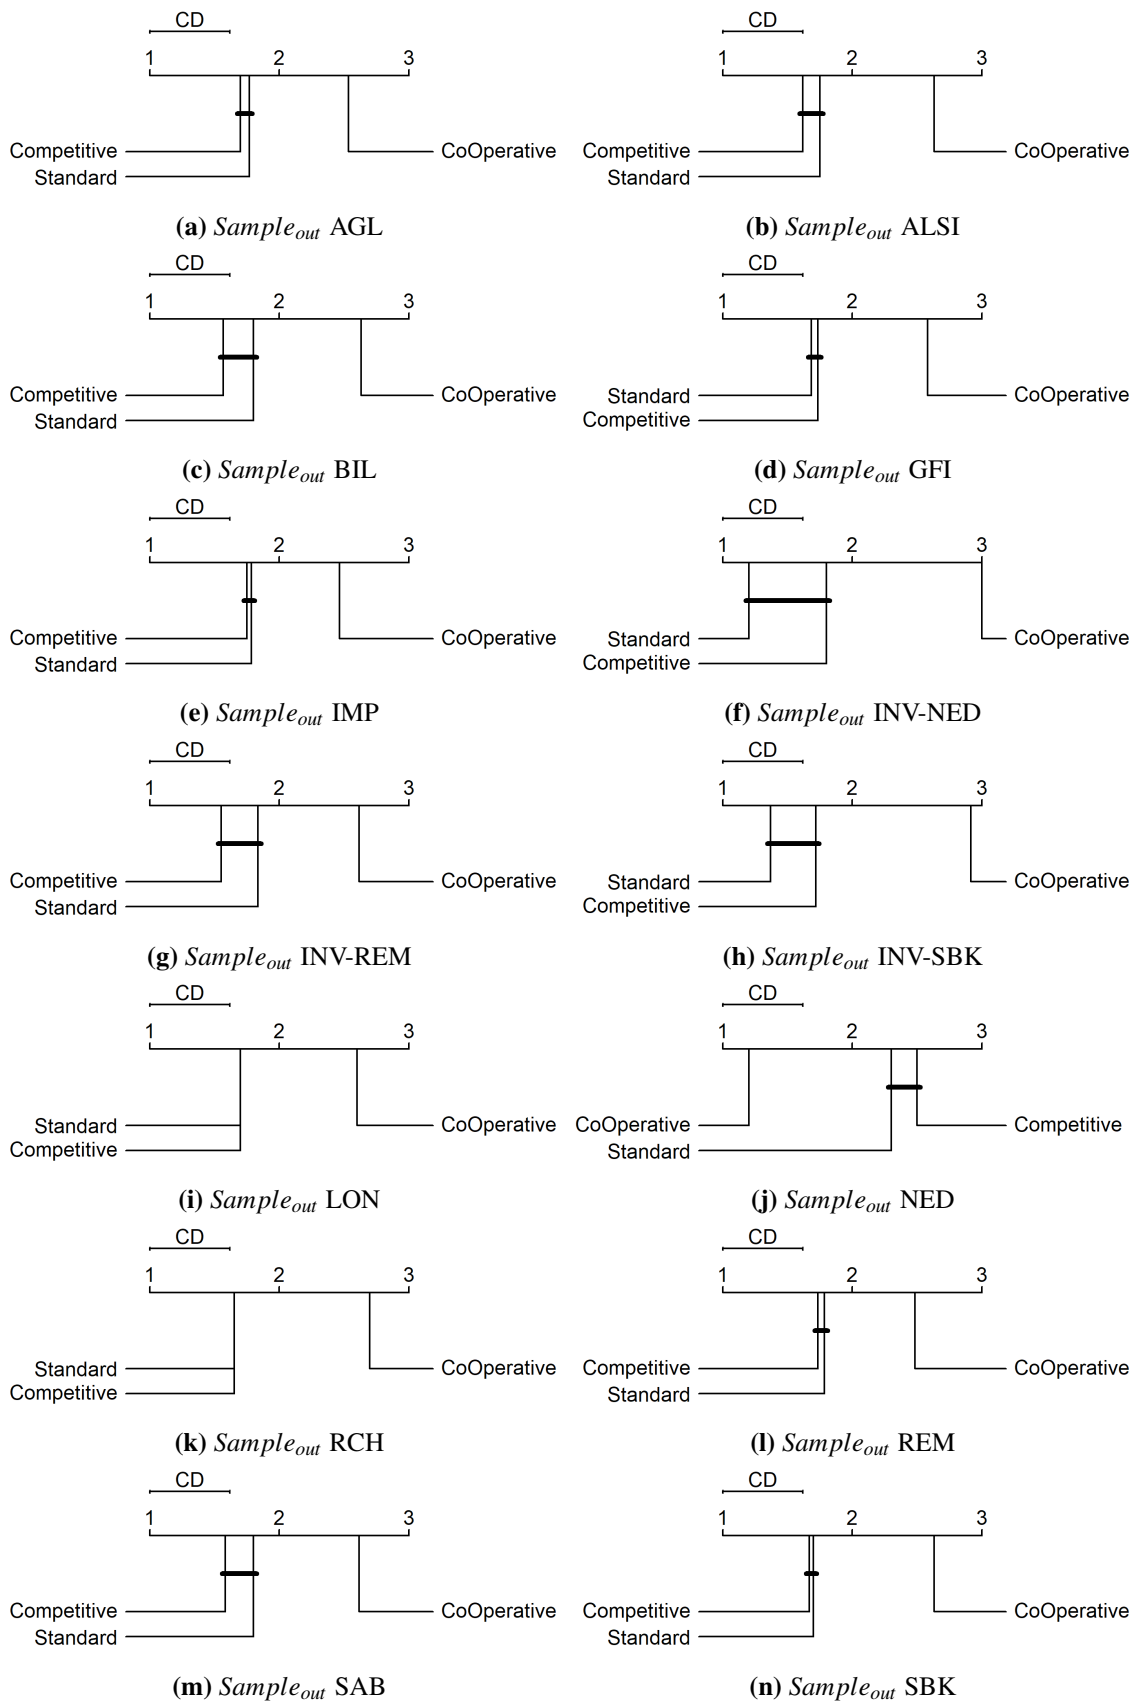 CD
1 2 3
Competitive CoOperative
Standard
(a) Sample_out AGL
CD
1 2 3
Competitive CoOperative
Standard
(b) Sample_out ALSI
CD
1 2 3
Competitive CoOperative
Standard
(c) Sample_out BIL
CD
1 2 3
Standard CoOperative
Competitive
(d) Sample_out GFI
CD
1 2 3
Competitive CoOperative
Standard
(e) Sample_out IMP
CD
1 2 3
Standard CoOperative
Competitive
(f) Sample_out INV-NED
CD
1 2 3
Competitive CoOperative
Standard
(g) Sample_out INV-REM
CD
1 2 3
Standard CoOperative
Competitive
(h) Sample_out INV-SBK
CD
1 2 3
Standard CoOperative
Competitive
(i) Sample_out LON
CD
1 2 3
CoOperative Competitive
Standard
(j) Sample_out NED
CD
1 2 3
Standard CoOperative
Competitive
(k) Sample_out RCH
CD
1 2 3
Competitive CoOperative
Standard
(l) Sample_out REM
CD
1 2 3
Competitive CoOperative
Standard
(m) Sample_out SAB
CD
1 2 3
Competitive CoOperative
Standard
(n) Sample_out SBK